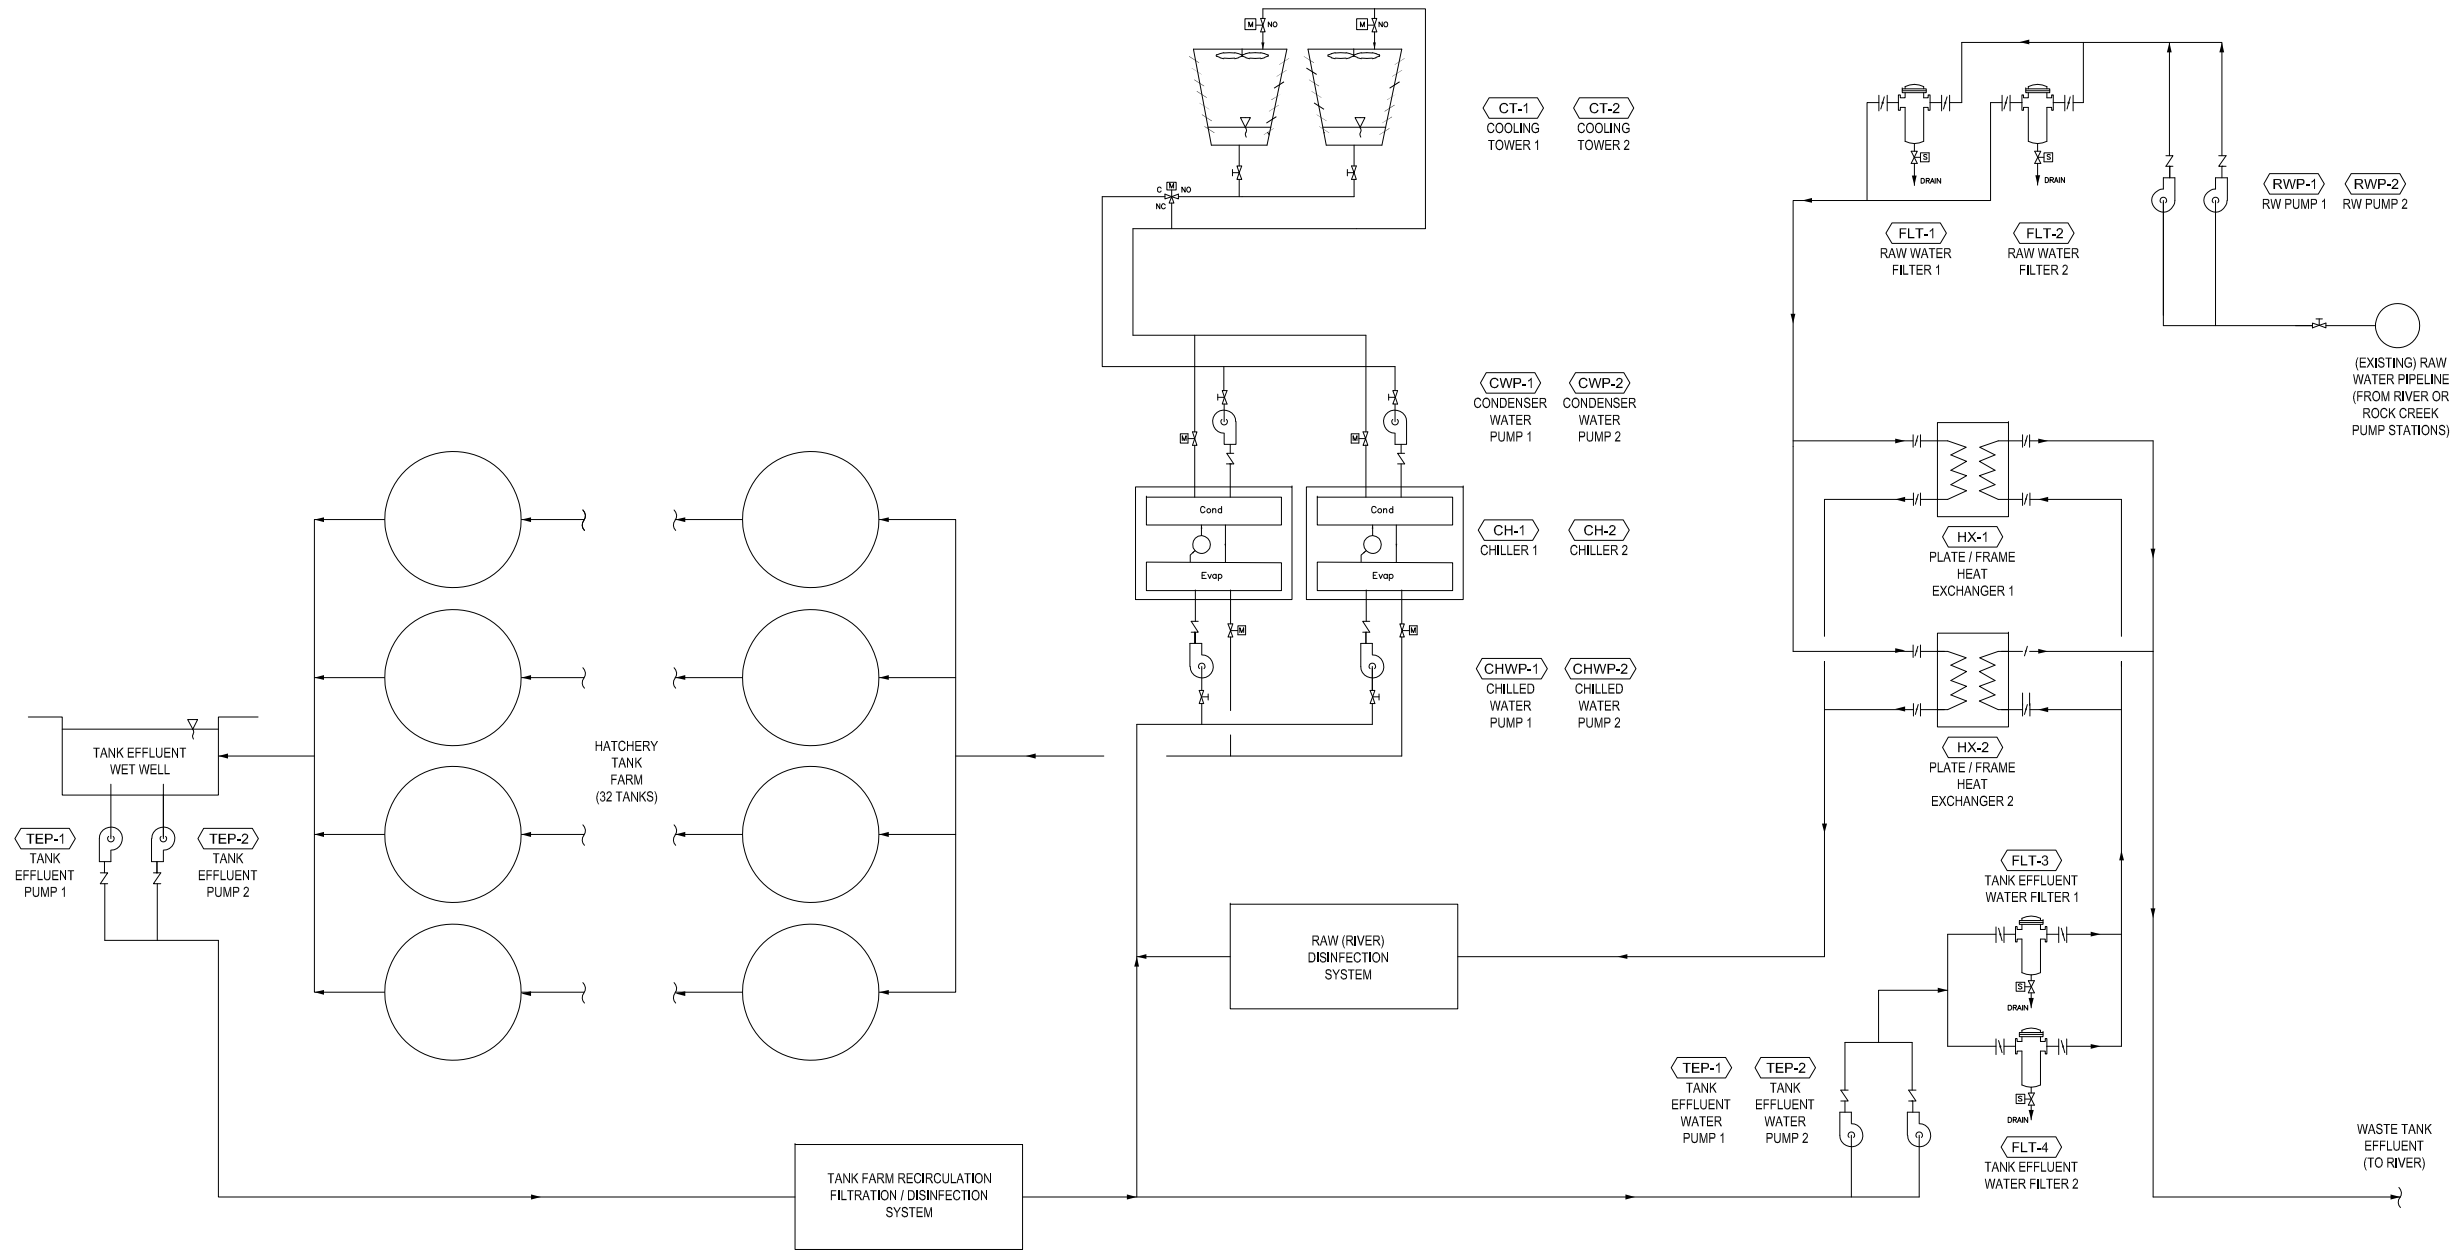 M
NO
M
NO
CT-1
COOLING
TOWER 1
CT-2
COOLING
TOWER 2
C
M
NO
NC
S
DRAIN
S
DRAIN
FLT-1
RAW WATER
FILTER 1
FLT-2
RAW WATER
FILTER 2
RWP-1
RW PUMP 1
RWP-2
RW PUMP 2
(EXISTING) RAW
WATER PIPELINE
(FROM RIVER OR
ROCK CREEK
PUMP STATIONS)
CWP-1
CONDENSER
WATER
PUMP 1
CWP-2
CONDENSER
WATER
PUMP 2
M
M
Cond
Evap
Cond
Evap
CH-1
CHILLER 1
CH-2
CHILLER 2
M
M
CHWP-1
CHILLED
WATER
PUMP 1
CHWP-2
CHILLED
WATER
PUMP 2
HX-1
PLATE / FRAME
HEAT
EXCHANGER 1
HX-2
PLATE / FRAME
HEAT
EXCHANGER 2
TANK EFFLUENT
WET WELL
HATCHERY
TANK
FARM
(32 TANKS)
TEP-1
TANK
EFFLUENT
PUMP 1
TEP-2
TANK
EFFLUENT
PUMP 2
RAW (RIVER)
DISINFECTION
SYSTEM
FLT-3
TANK EFFLUENT
WATER FILTER 1
S
DRAIN
S
DRAIN
FLT-4
TANK EFFLUENT
WATER FILTER 2
TEP-1
TANK
EFFLUENT
WATER
PUMP 1
TEP-2
TANK
EFFLUENT
WATER
PUMP 2
TANK FARM RECIRCULATION
FILTRATION / DISINFECTION
SYSTEM
WASTE TANK
EFFLUENT
(TO RIVER)